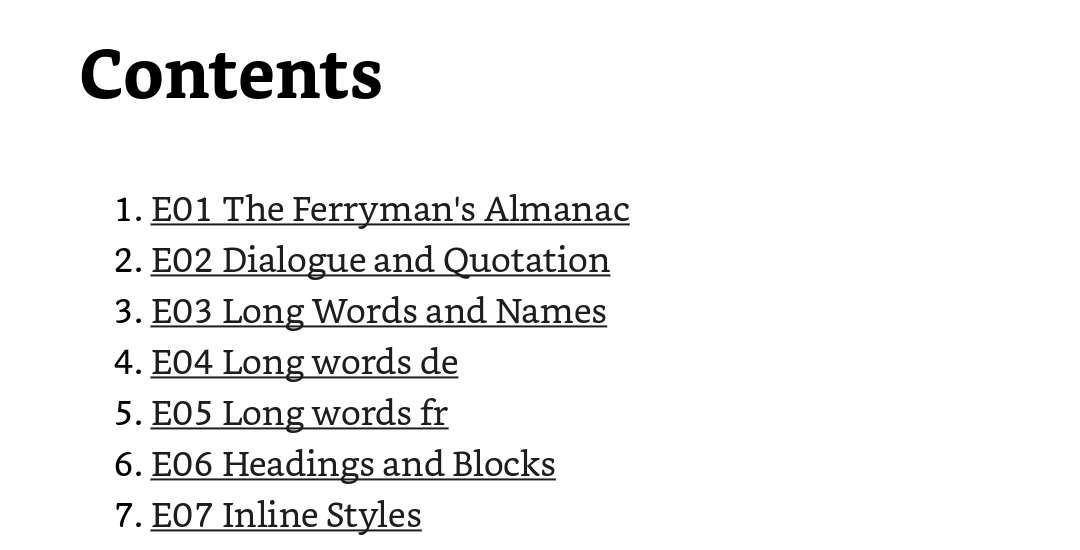 Contents
1. E01 The Ferryman's Almanac
2. E02 Dialogue and Quotation
3. E03 Long Words and Names
4. E04 Long words de
5. E05 Long words fr
6. E06 Headings and Blocks
7. E07 Inline Styles